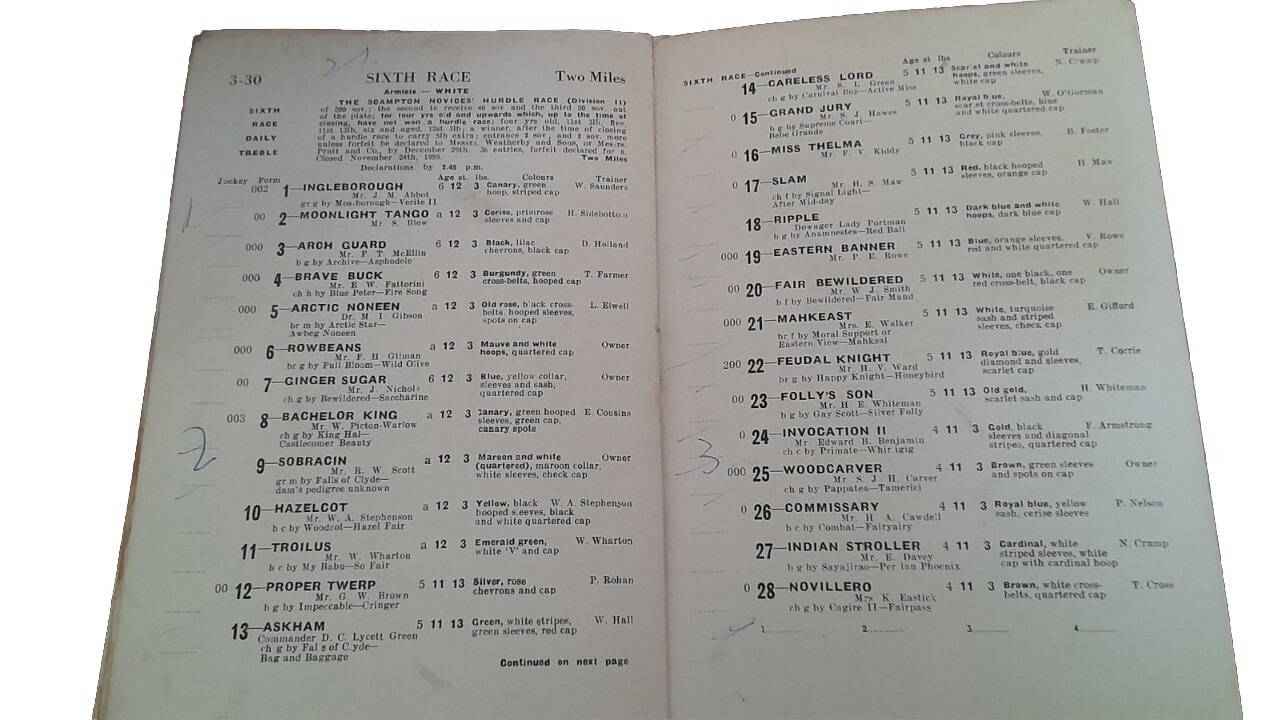 21
3-30 SIXTH RACE Two Miles
Armlets — WHITE
SIXTH
RACE
DAILY
TREBLE
THE SCAMPTON NOVICES' HURDLE RACE (Division II)
of 200 sov; the second to receive 40 sov and the third 20 sov out
of the plate; for four yrs old and upwards which, up to the time of
closing, have not won a hurdle race; four yrs old, 11st 3lb, five,
11st 13lb, six and aged, 12st 3lb; a winner, after the time of closing
of a hurdle race to carry 5lb extra; entrance 2 sov, and 2 sov more
unless forfeit be declared to Messrs. Weatherby and Sons, or Messrs.
Pratt and Co., by December 29th. 36 entries, forfeit declared for 8.
Closed November 24th, 1959. Two Miles
Declarations by 2.45 p.m.
Jockey Form Age st. lbs. Colours Trainer
002 1—INGLEBOROUGH 6 12 3 Canary, green W. Saunders
Mr. J. M. Abbot hoop, striped cap
gr g by Mosborough—Verite II
00 2—MOONLIGHT TANGO a 12 3 Cerise, primrose H. Sidebottom
Mr. S. Blow sleeves and cap
000 3—ARCH GUARD 6 12 3 Black, lilac D. Holland
Mr. F. T. McEllin chevrons, black cap
b g by Archive—Asphodele
000 4—BRAVE BUCK 6 12 3 Burgundy, green T. Farmer
Mr. E. W. Fattorini cross-belts, hooped cap
ch h by Blue Peter—Fire Song
000 5—ARCTIC NONEEN a 12 3 Old rose, black cross- L. Elwell
Dr. M. I. Gibson belts, hooped sleeves,
br m by Arctic Star— spots on cap
Awbeg Noneen
000 6—ROWBEANS a 12 3 Mauve and white Owner
Mr. F. H. Gilman hoops, quartered cap
br g by Full Bloom—Wild Olive
00 7—GINGER SUGAR 6 12 3 Blue, yellow collar, Owner
Mr. J. Nichols sleeves and sash,
ch g by Bewildered—Saccharine quartered cap
003 8—BACHELOR KING a 12 3 Canary, green hooped E. Cousins
Mr. W. Picton-Warlow sleeves, green cap,
ch g by King Hal— canary spots
Castlecomer Beauty
2
9—SOBRACIN a 12 3 Maroon and white Owner
Mr. R. W. Scott (quartered), maroon collar,
gr m by Falls of Clyde— white sleeves, check cap
dam's pedigree unknown
10—HAZELCOT a 12 3 Yellow, black W. A. Stephenson
Mr. W. A. Stephenson hooped sleeves, black
b c by Woodcot—Hazel Fair and white quartered cap
11—TROILUS a 12 3 Emerald green, W. Wharton
Mr. W. Wharton white 'V' and cap
b c by My Babu—So Fair
00 12—PROPER TWERP 5 11 13 Silver, rose P. Rohan
Mr. G. W. Brown chevrons and cap
b g by Impeccable—Cringer
13—ASKHAM 5 11 13 Green, white stripes, W. Hall
Commander D. C. Lycett Green green sleeves, red cap
ch g by Falls of Clyde—
Bag and Baggage
Continued on next page
SIXTH RACE—Continued Age st lbs Colours Trainer
14—CARELESS LORD 5 11 13 Scarlet and white N. Crump
Mr. S. L. Green hoops, green sleeves,
ch g by Carnival Boy—Active Miss white cap
0 15—GRAND JURY 5 11 13 Royal blue, W. O'Gorman
Mr. S. J. Hawes scarlet cross-belts, blue
b g by Supreme Court— and white quartered cap
Bebe Grande
0 16—MISS THELMA 5 11 13 Grey, pink sleeves, B. Foster
Mr. F. V. Kiddy black cap
0 17—SLAM 5 11 13 Red, black hooped H. Maw
Mr. H. S. Maw sleeves, orange cap
ch f by Signal Light—
After Mid-day
18—RIPPLE 5 11 13 Dark blue and white W. Hall
Dowager Lady Portman hoops, dark blue cap
b g by Anamnestes—Red Ball
000 19—EASTERN BANNER 5 11 13 Blue, orange sleeves, V. Rowe
Mr. P. E. Rowe red and white quartered cap
00 20—FAIR BEWILDERED 5 11 13 White, one black, one Owner
Mr. W. J. Smith red cross-belt, black cap
b f by Bewildered—Fair Maud
000 21—MAHKEAST 5 11 13 White, turquoise E. Gifford
Mrs. E. Walker sash and striped
br f by Moral Support or sleeves, check cap
Eastern View—Mahksal
200 22—FEUDAL KNIGHT 5 11 13 Royal blue, gold T. Corrie
Mr. H. V. Ward diamond and sleeves,
br g by Happy Knight—Honeybird scarlet cap
00 23—FOLLY'S SON 5 11 13 Old gold, H. Whiteman
Mr. H. E. Whiteman scarlet sash and cap
b g by Gay Scott—Silver Folly
0 24—INVOCATION II 4 11 3 Gold, black F. Armstrong
Mr Edward R. Benjamin sleeves and diagonal
ch c by Primate—Whirligig stripes, quartered cap
3
000 25—WOODCARVER 4 11 3 Brown, green sleeves Owner
Mr S. J. H. Carver and spots on cap
ch g by Pappatea—Tamerici
0 26—COMMISSARY 4 11 3 Royal blue, yellow P. Nelson
Mr. H. A. Cawdell sash, cerise sleeves
b c by Combat—Fairyairy
27—INDIAN STROLLER 4 11 3 Cardinal, white N. Crump
Mr. E. Davey striped sleeves, white
b g by Sayajirao—Persian Phoenix cap with cardinal hoop
0 28—NOVILLERO 4 11 3 Brown, white cross- T. Cross
Mrs K. Eastick belts, quartered cap
ch g by Cagire II—Fairpass
1............ 2............ 3............ 4............